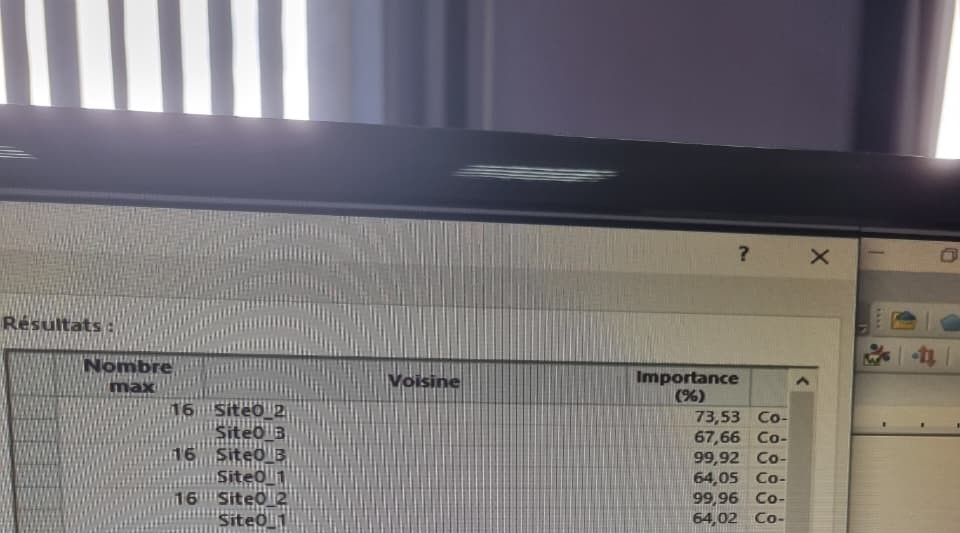 ?
Résultats :
Nombre max Voisine Importance (%)
16 Site0_2 73,53 Co-
Site0_3 67,66 Co-
16 Site0_3 99,92 Co-
Site0_1 64,05 Co-
16 Site0_2 99,96 Co-
Site0_1 64,02 Co-